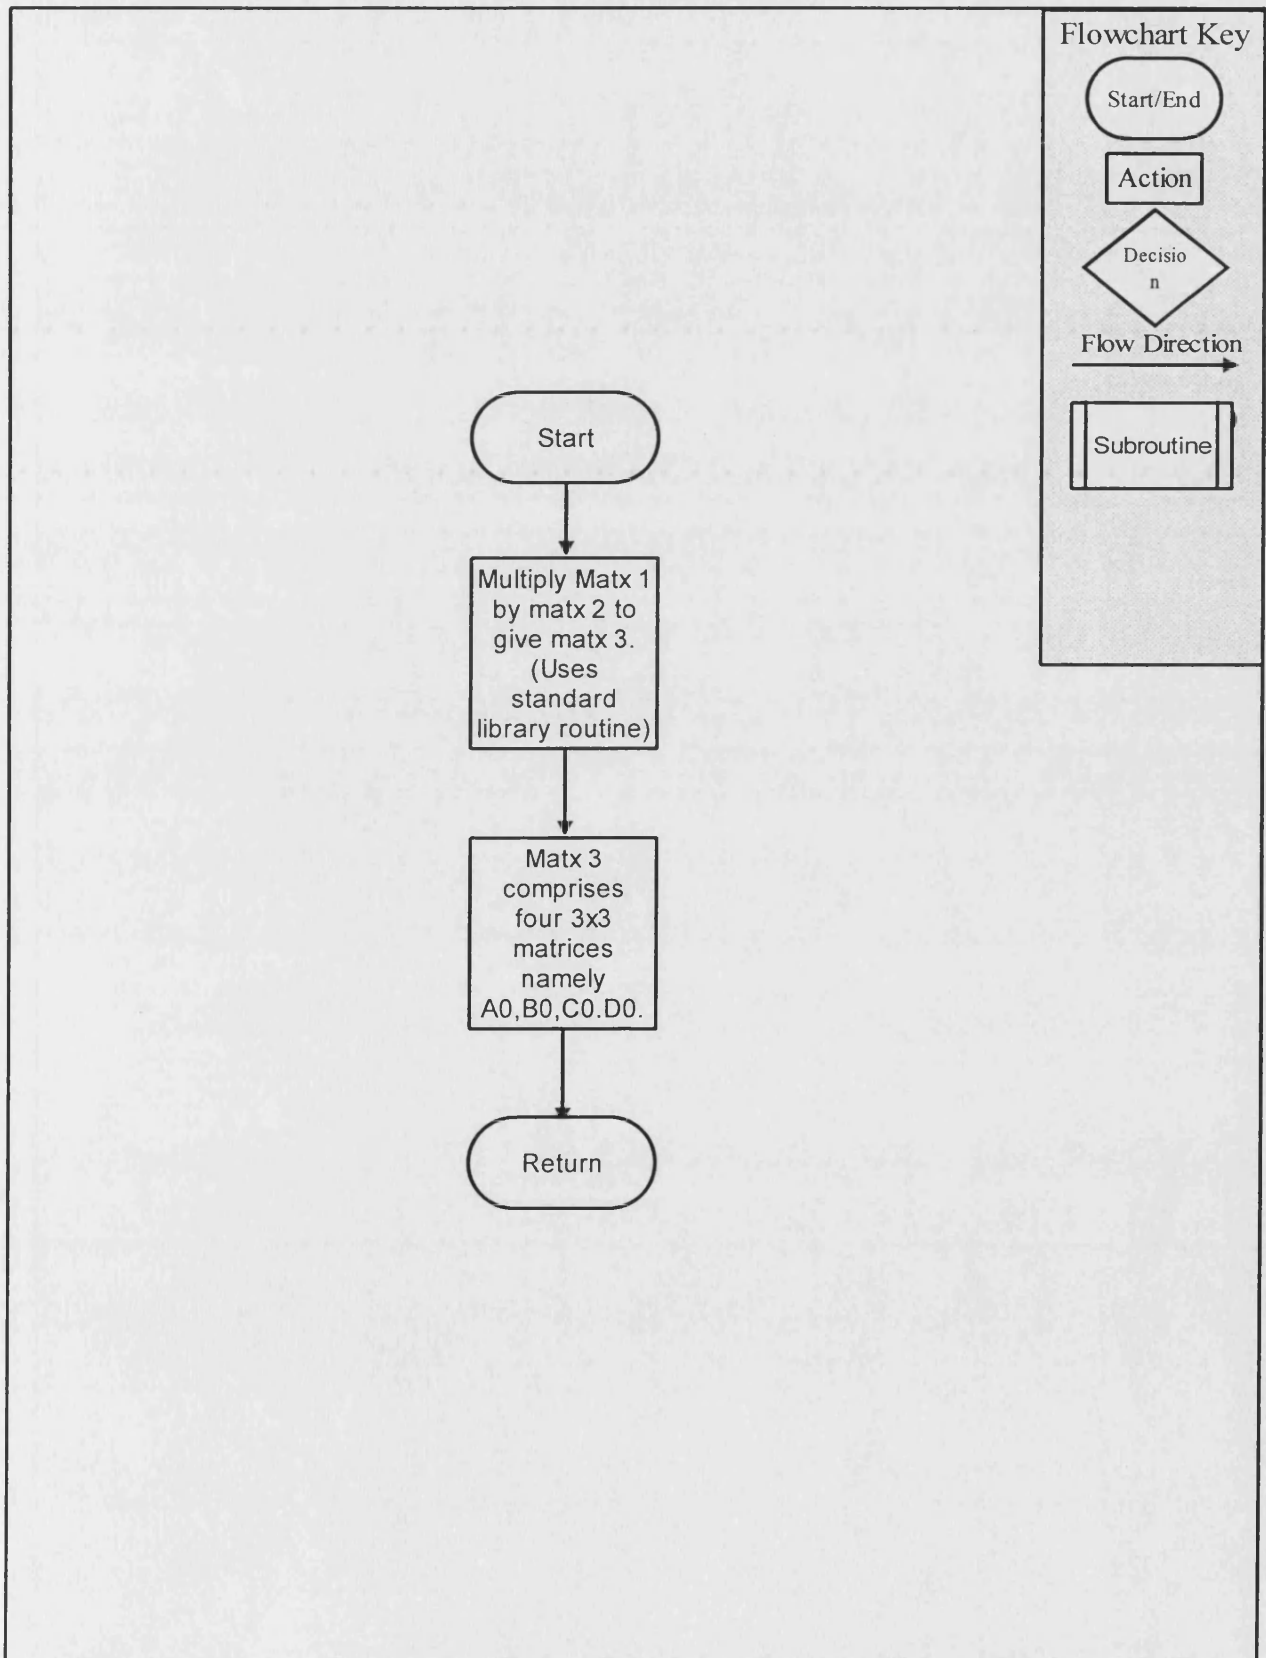 Flowchart Key
Start/End
Action
Decisio
n
Flow Direction
Subroutine
Start
Multiply Matx 1
by matx 2 to
give matx 3.
(Uses
standard
library routine)
Matx 3
comprises
four 3x3
matrices
namely
A0,B0,C0.D0.
Return